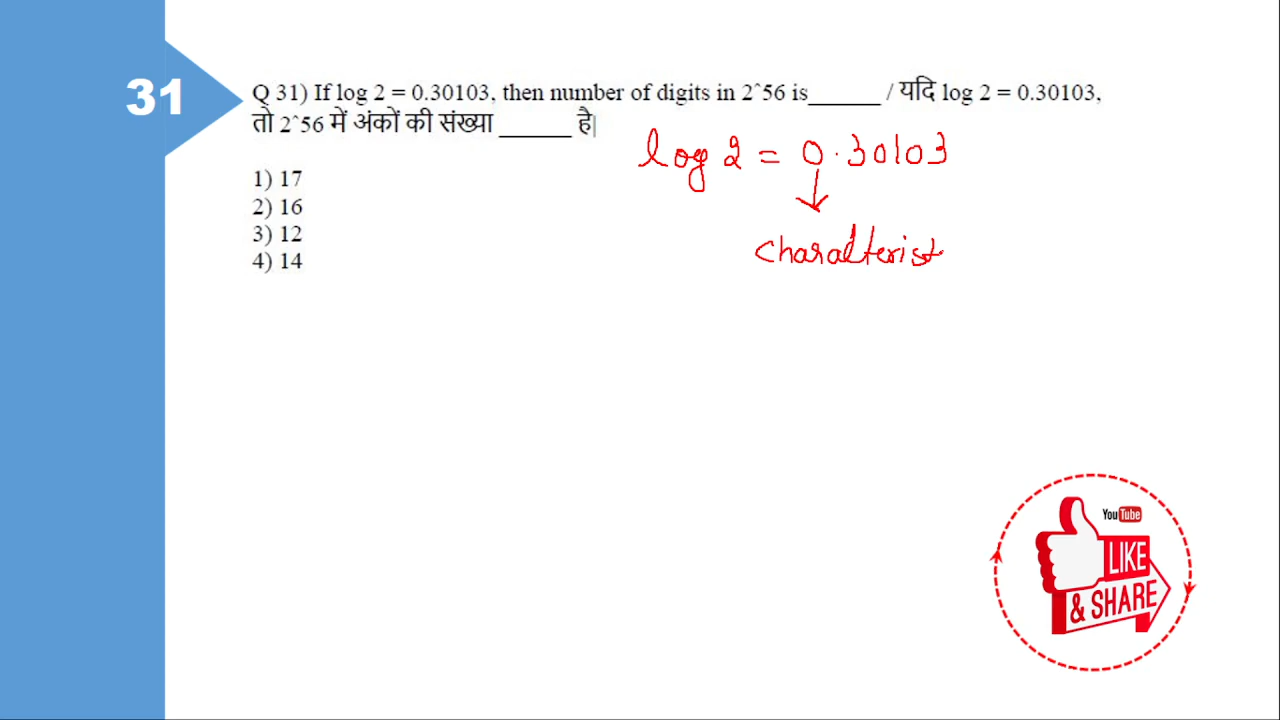 31
Q 31) If log 2 = 0.30103, then number of digits in 2^56 is______ / यदि log 2 = 0.30103,
तो 2^56 में अंकों की संख्या ______ है|
log 2 = 0.30103
1) 17
2) 16
3) 12
4) 14
characterist
YouTube
LIKE
& SHARE